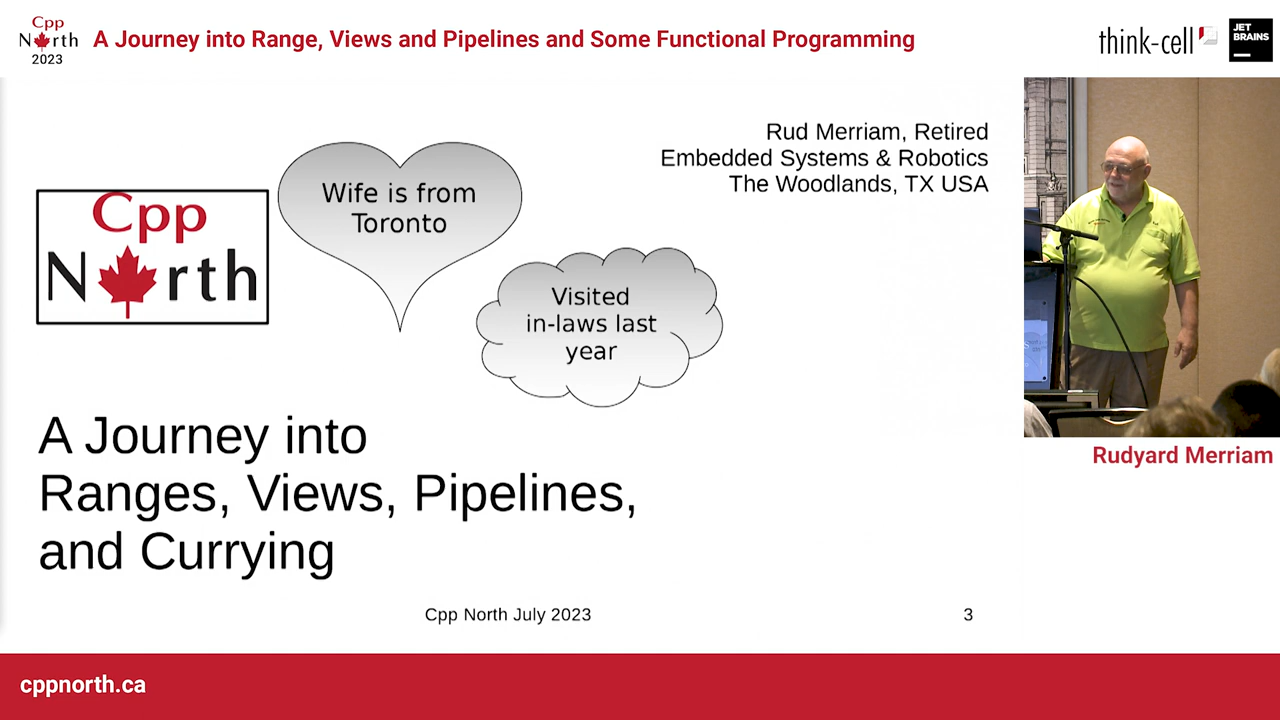 Cpp
North
2023
A Journey into Range, Views and Pipelines and Some Functional Programming
think-cell
JET
BRAINS
Rud Merriam, Retired
Embedded Systems & Robotics
The Woodlands, TX USA
Cpp
North
Wife is from
Toronto
Visited
in-laws last
year
A Journey into
Ranges, Views, Pipelines,
and Currying
Cpp North July 2023
3
Rudyard Merriam
cppnorth.ca